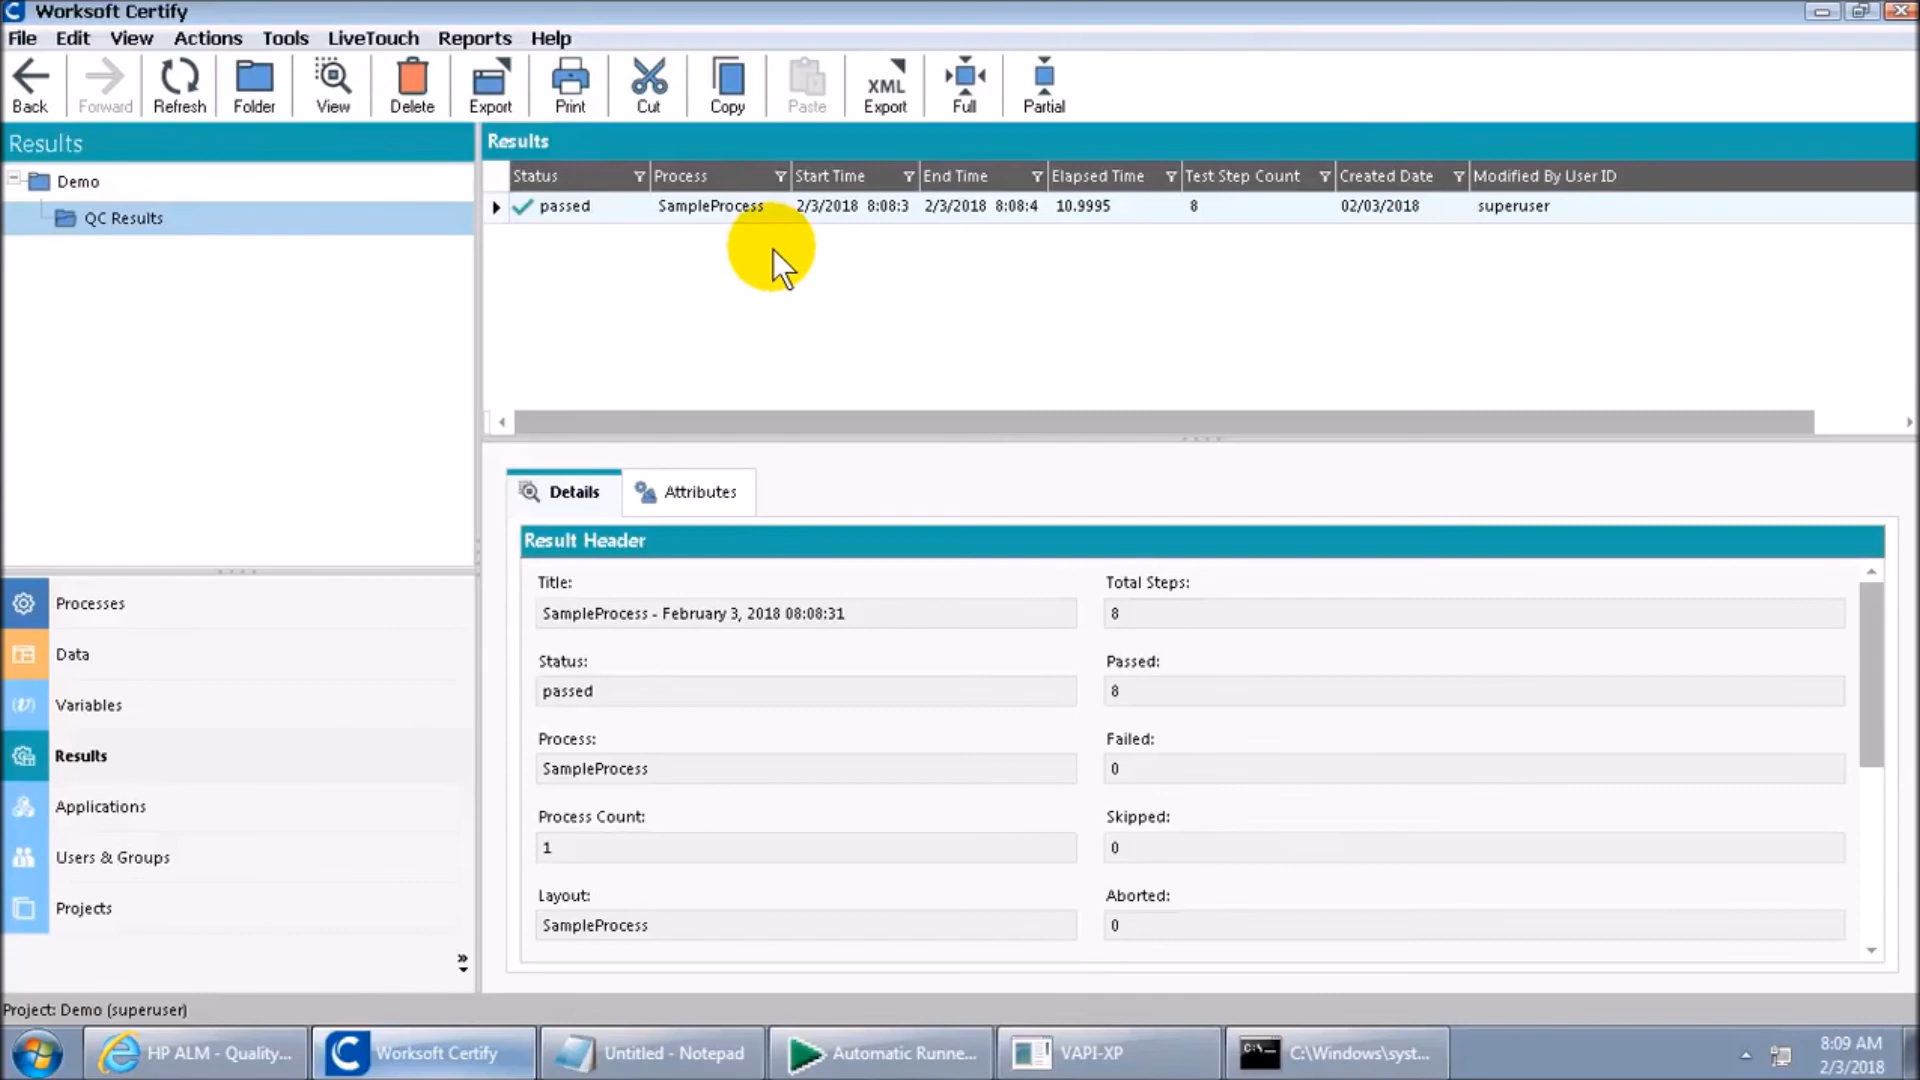 Worksoft Certify
File Edit View Actions Tools LiveTouch Reports Help
Back Forward Refresh Folder View Delete Export Print Cut Copy Paste XML Export Full Partial
Results
Demo
QC Results
Results
Status Process Start Time End Time Elapsed Time Test Step Count Created Date Modified By User ID
passed SampleProcess 2/3/2018 8:08:3 2/3/2018 8:08:4 10.9995 8 02/03/2018 superuser
Details Attributes
Result Header
Title: Total Steps:
SampleProcess - February 3, 2018 08:08:31 8
Status: Passed:
passed 8
Process: Failed:
SampleProcess 0
Process Count: Skipped:
1 0
Layout: Aborted:
SampleProcess 0
Processes
Data
Variables
Results
Applications
Users & Groups
Projects
Project: Demo (superuser)
HP ALM - Quality... Worksoft Certify Untitled - Notepad Automatic Runne... VAPI-XP C:\Windows\syst...
8:09 AM
2/3/2018